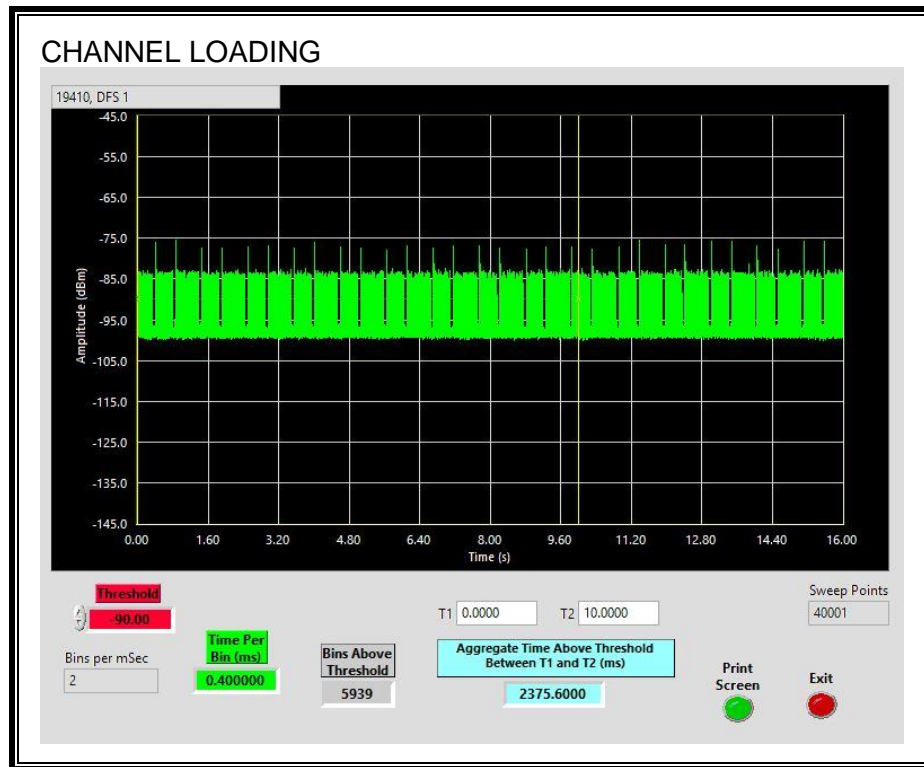 CHANNEL LOADING
19410, DFS 1
-45.0
-55.0
-65.0
-75.0
-85.0
-95.0
-105.0
-115.0
-125.0
-135.0
-145.0
Amplitude (dBm)
0.00 1.60 3.20 4.80 6.40 8.00 9.60 11.20 12.80 14.40 16.00
Time (s)
Threshold
-90.00
Bins per mSec
2
Time Per
Bin (ms)
0.400000
Bins Above
Threshold
5939
T1 0.0000 T2 10.0000
Aggregate Time Above Threshold
Between T1 and T2 (ms)
2375.6000
Sweep Points
40001
Print
Screen
Exit